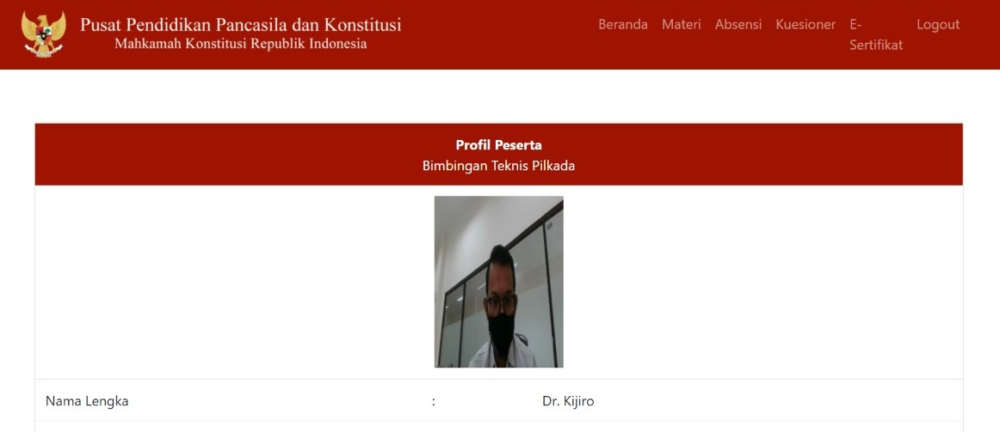 Pusat Pendidikan Pancasila dan Konstitusi
Mahkamah Konstitusi Republik Indonesia
Beranda Materi Absensi Kuesioner E-
Sertifikat Logout
Profil Peserta
Bimbingan Teknis Pilkada
Nama Lengka : Dr. Kijiro